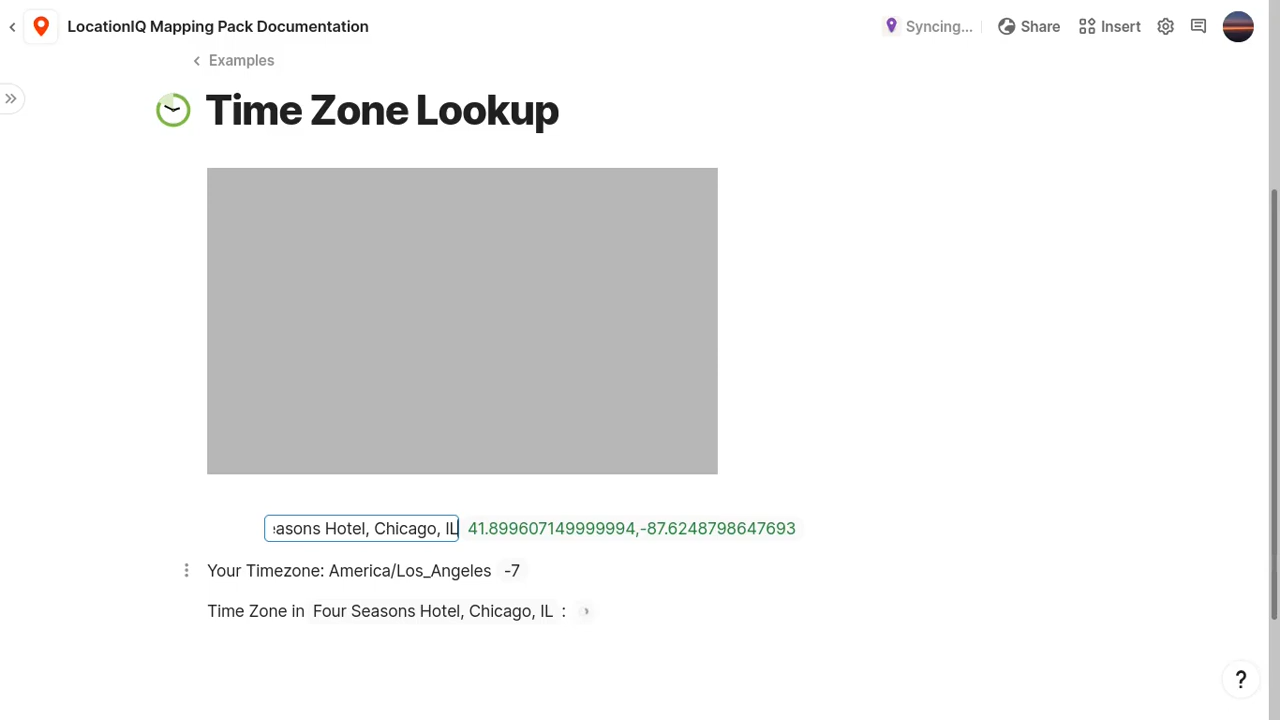 LocationIQ Mapping Pack Documentation
Syncing...
Share
Insert
Examples
Time Zone Lookup
easons Hotel, Chicago, IL 41.899607149999994,-87.6248798647693
Your Timezone: America/Los_Angeles -7
Time Zone in Four Seasons Hotel, Chicago, IL :
?